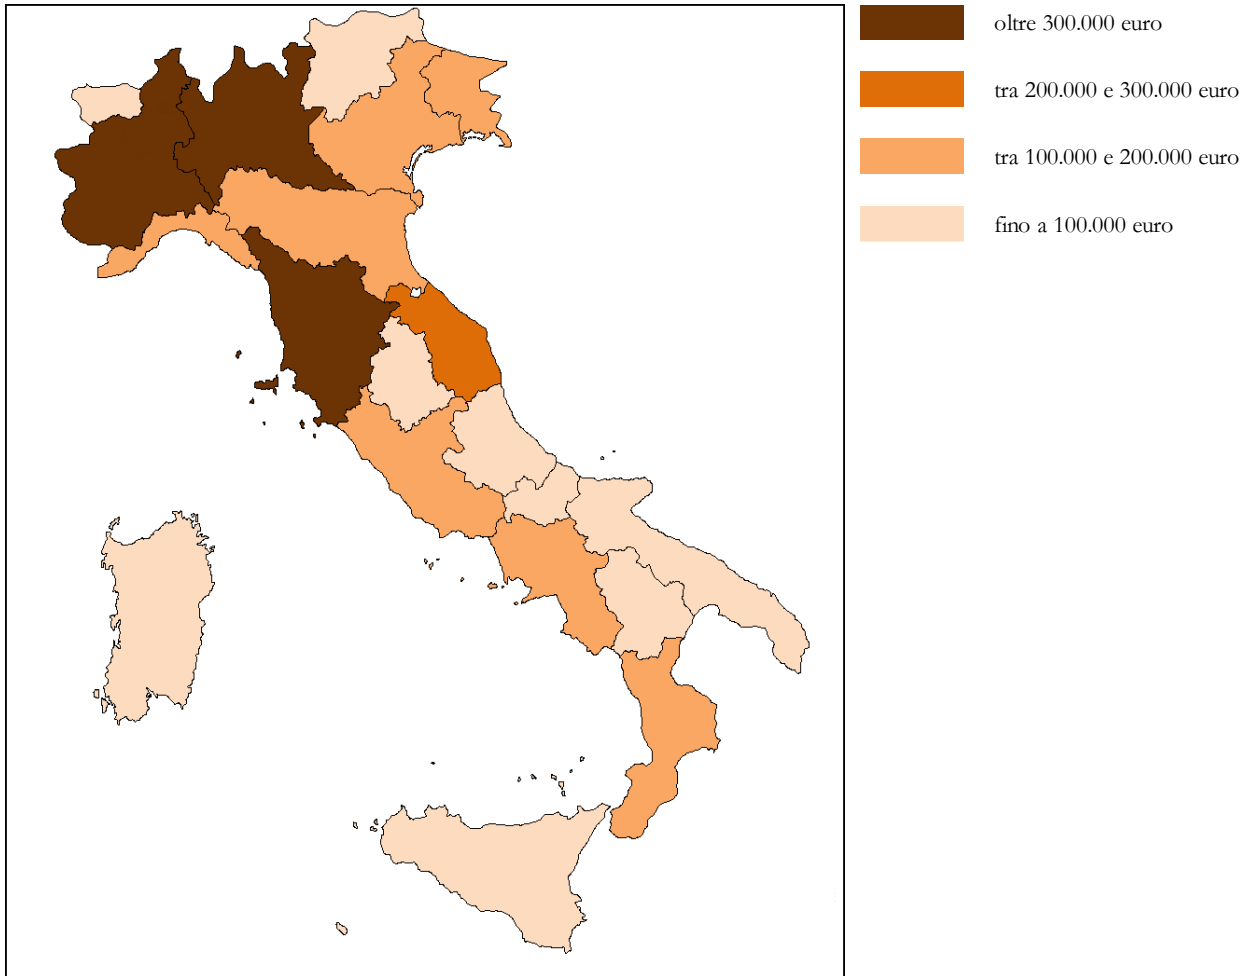 oltre 300.000 euro
tra 200.000 e 300.000 euro
tra 100.000 e 200.000 euro
fino a 100.000 euro